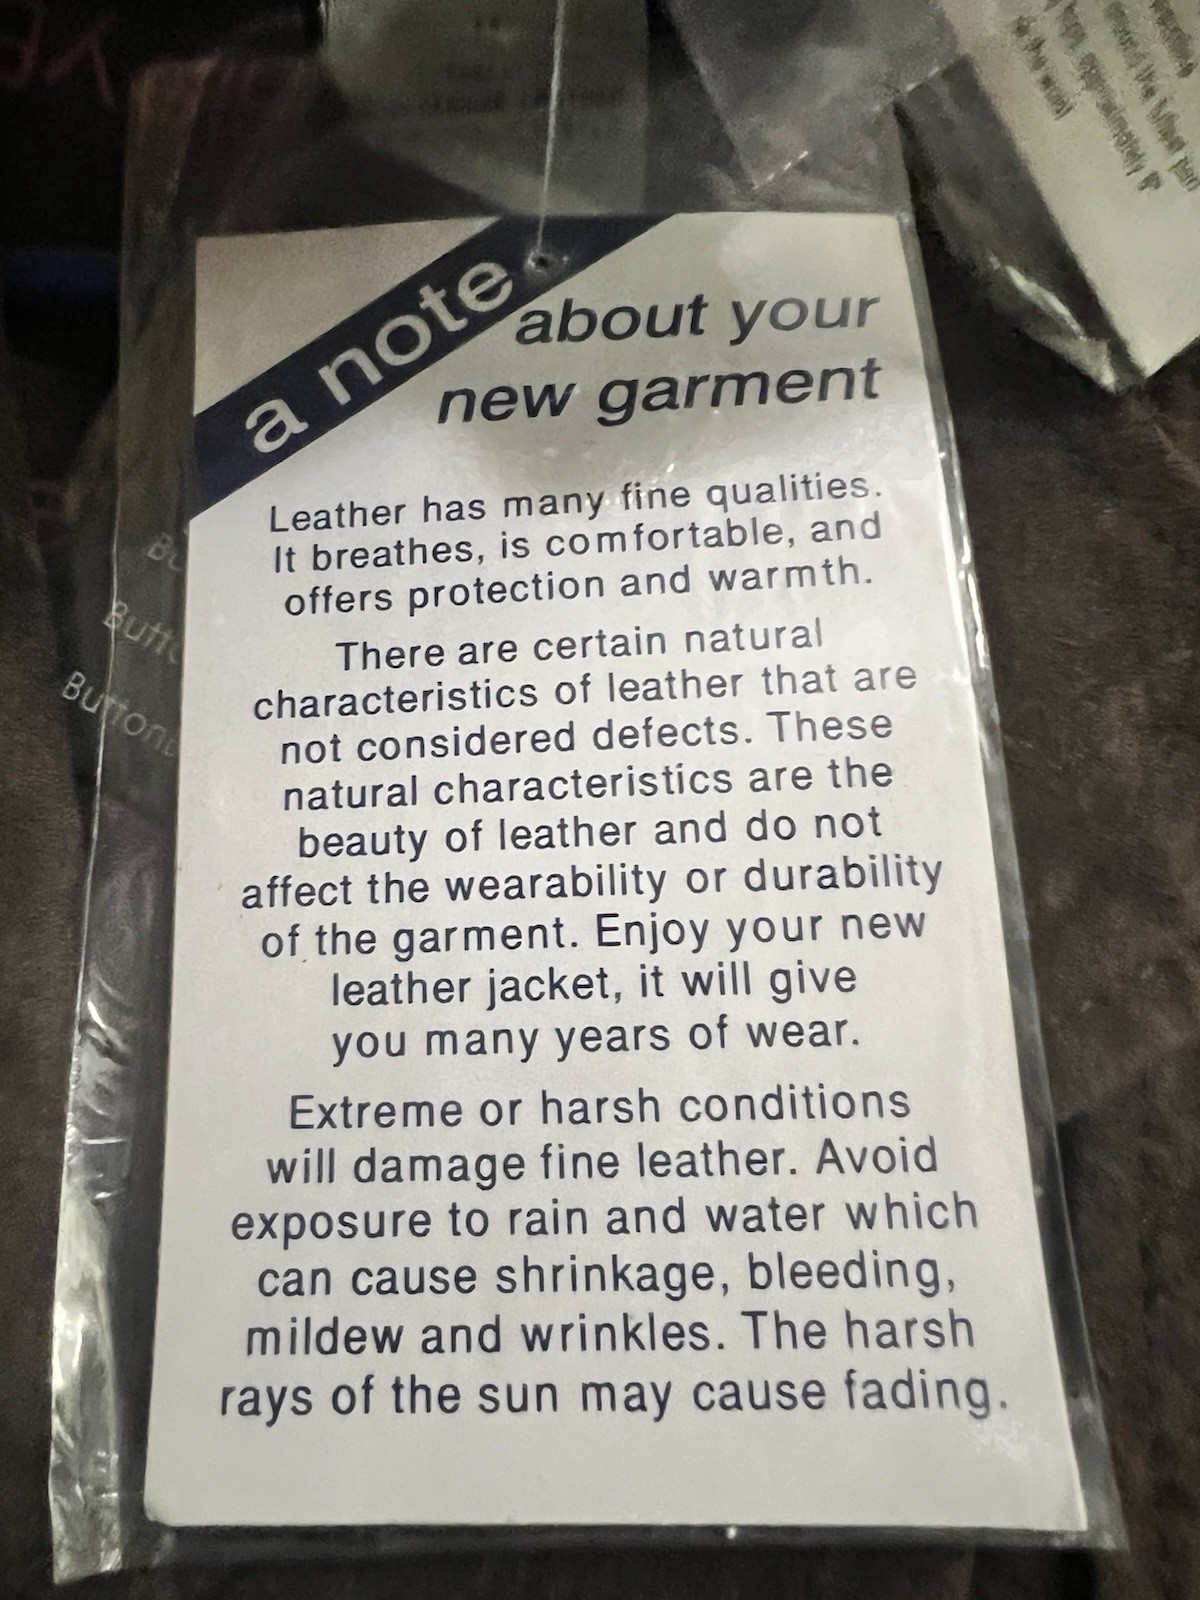 a note
about your
new garment
Leather has many fine qualities.
It breathes, is comfortable, and
offers protection and warmth.
There are certain natural
characteristics of leather that are
not considered defects. These
natural characteristics are the
beauty of leather and do not
affect the wearability or durability
of the garment. Enjoy your new
leather jacket, it will give
you many years of wear.
Extreme or harsh conditions
will damage fine leather. Avoid
exposure to rain and water which
can cause shrinkage, bleeding,
mildew and wrinkles. The harsh
rays of the sun may cause fading.